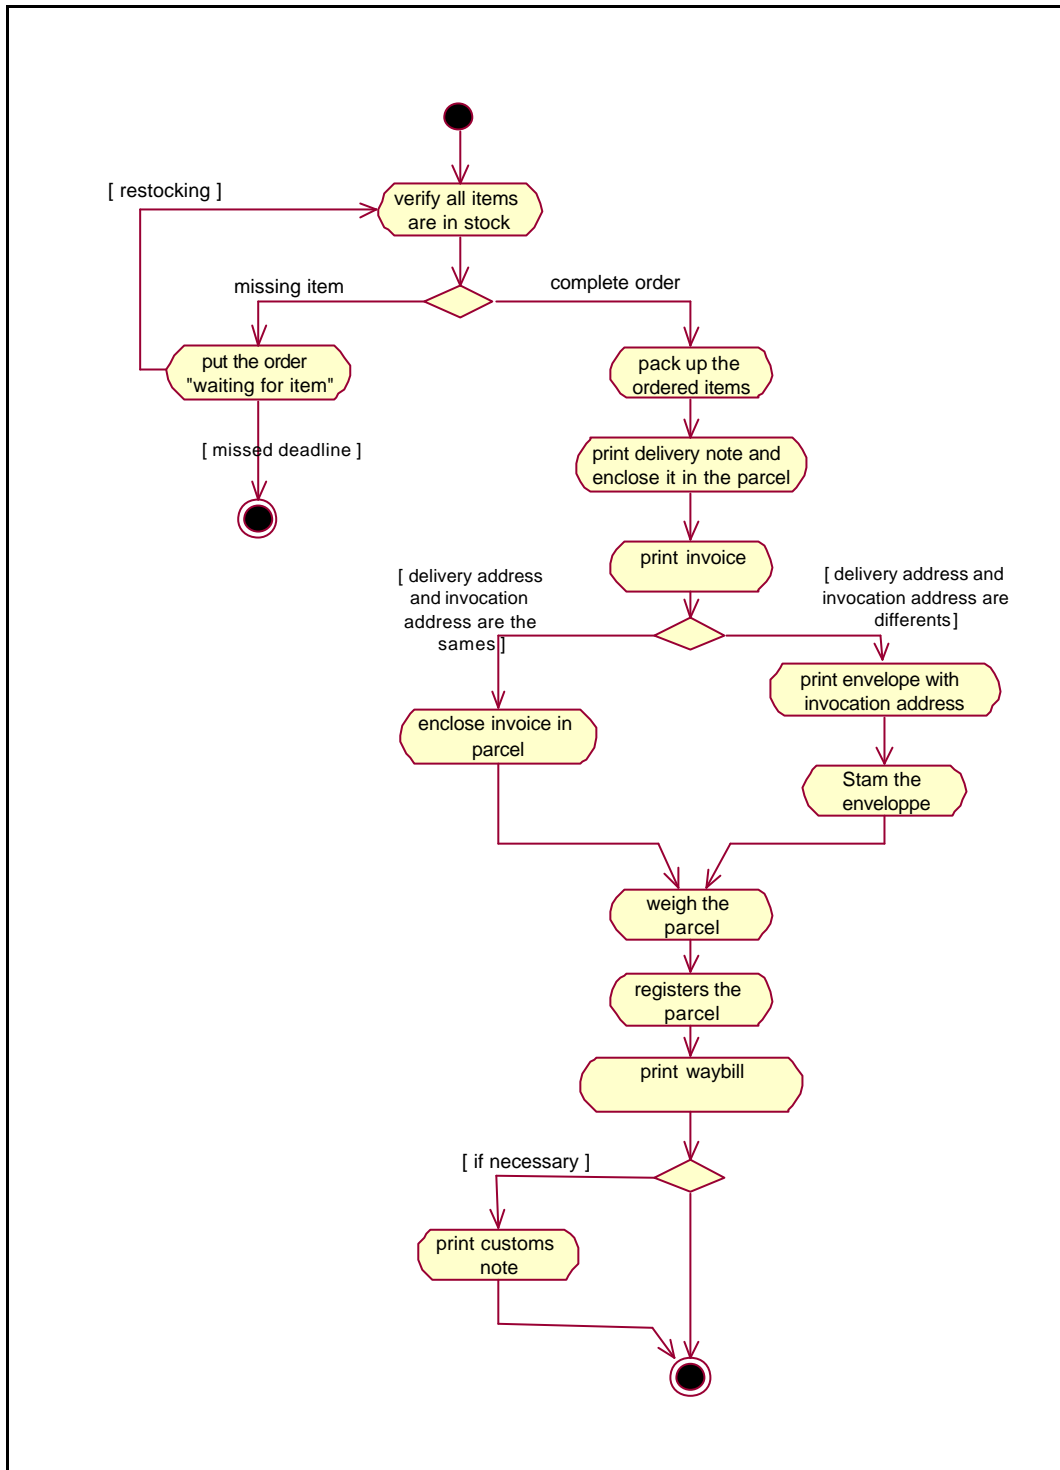 [ restocking ]
verify all items
are in stock
missing item
complete order
put the order
"waiting for item"
pack up the
ordered items
[ missed deadline ]
print delivery note and
enclose it in the parcel
print invoice
[ delivery address
and invocation
address are the
sames ]
[ delivery address and
invocation address are
differents ]
print envelope with
invocation address
enclose invoice in
parcel
Stam the
enveloppe
weigh the
parcel
registers the
parcel
print waybill
[ if necessary ]
print customs
note